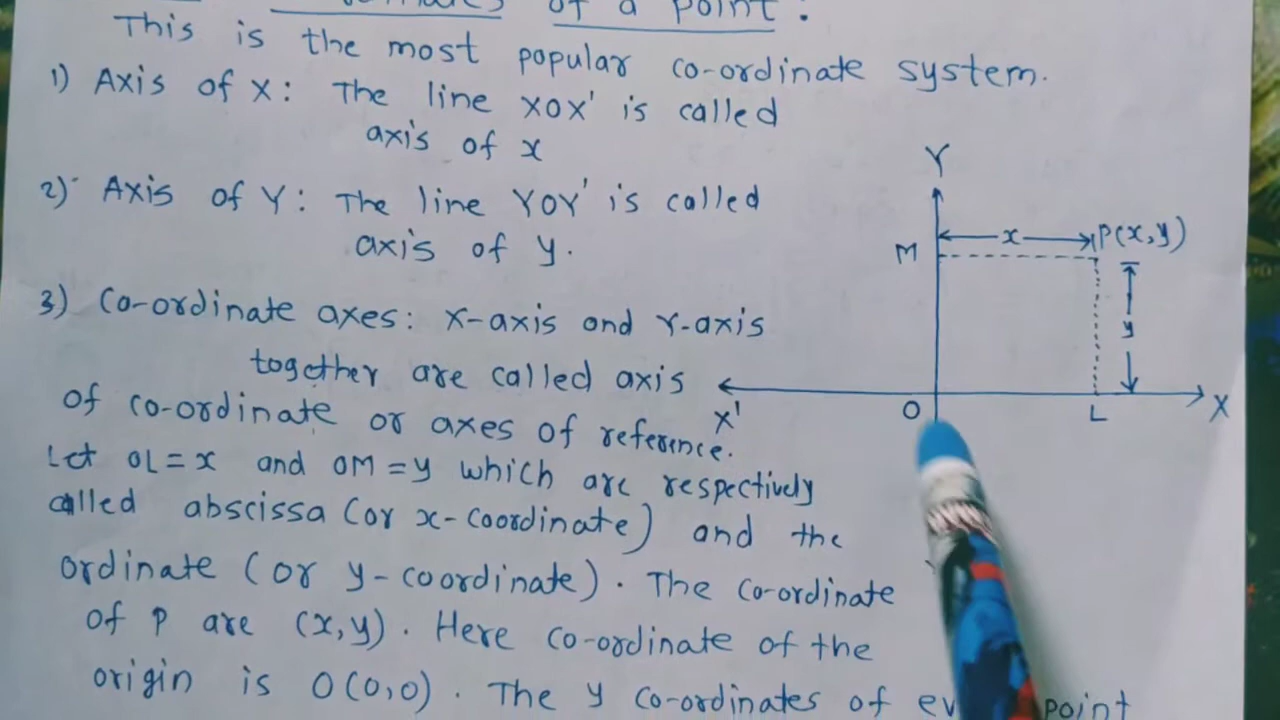 of a point:
This is the most popular co-ordinate system.
1) Axis of X: The line XOX' is called
axis of x
2) Axis of Y: The line YOY' is called
axis of y.
3) Co-ordinate axes: X-axis and Y-axis
together are called axis
of co-ordinate or axes of reference.
Let OL=x and OM=y which are respectively
called abscissa (or x-coordinate) and the
ordinate (or y-coordinate). The co-ordinate
of P are (x,y). Here co-ordinate of the
origin is O(0,0). The y co-ordinates of point
Y
M x P(x,y)
y
X' O L X